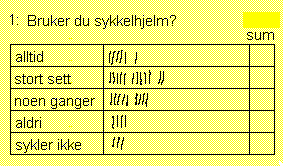 1: Bruker du sykkelhjelm?
sum
alltid
stort sett
noen ganger
aldri
sykler ikke